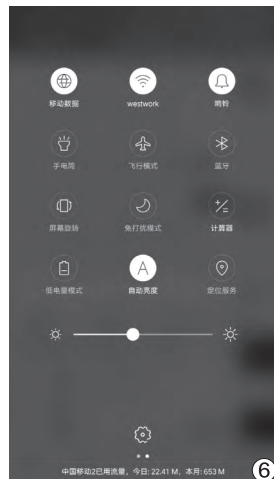 移动数据 westwork 响铃
手电筒 飞行模式 蓝牙
屏幕旋转 免打扰模式 计算器
低电量模式 自动亮度 定位服务
中国移动2已用流量，今日: 22.41 M，本月: 653 M
⑥